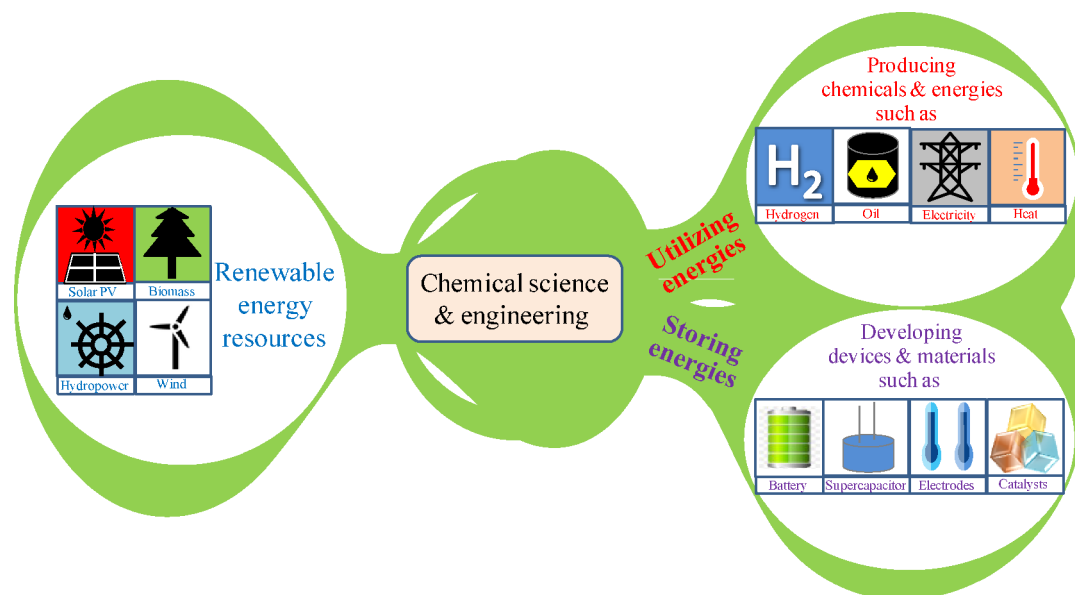 Renewable
energy
resources
Solar PV
Biomass
Hydropower
Wind
Chemical science
& engineering
Utilizing
energies
Storing
energies
Producing
chemicals & energies
such as
H2
Hydrogen
Oil
Electricity
Heat
Developing
devices & materials
such as
Battery
Supercapacitor
Electrodes
Catalysts